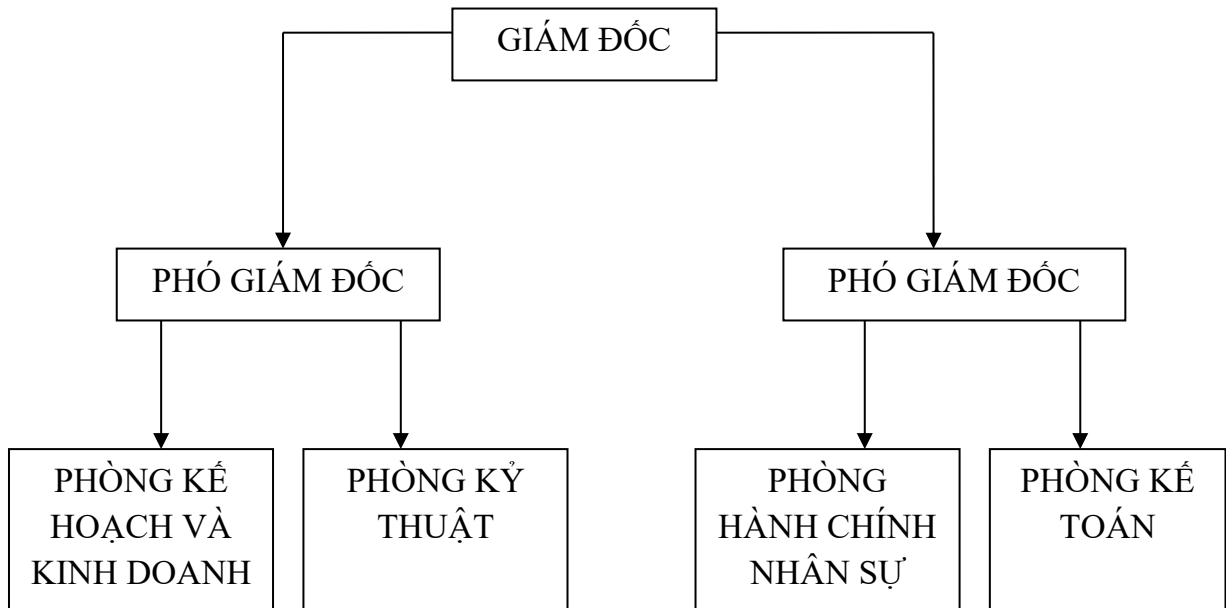 GIÁM ĐỐC
PHÓ GIÁM ĐỐC
PHÓ GIÁM ĐỐC
PHÒNG KẾ
HOẠCH VÀ
KINH DOANH
PHÒNG KỶ
THUẬT
PHÒNG
HÀNH CHÍNH
NHÂN SỰ
PHÒNG KẾ
TOÁN